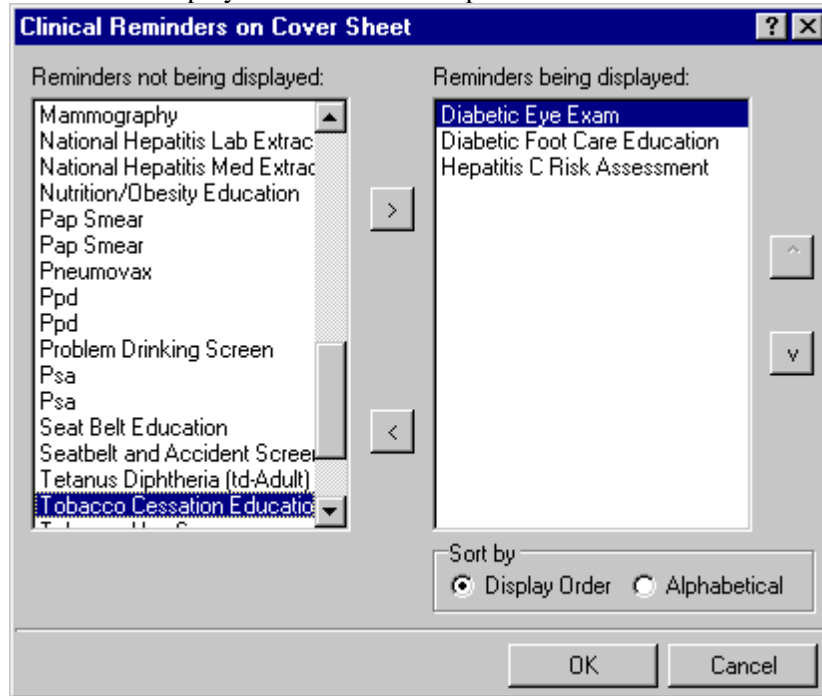 Clinical Reminders on Cover Sheet
Reminders not being displayed:
Mammography
National Hepatitis Lab Extrac
National Hepatitis Med Extrac
Nutrition/Obesity Education
Pap Smear
Pap Smear
Pneumovax
Ppd
Ppd
Problem Drinking Screen
Psa
Psa
Seat Belt Education
Seatbelt and Accident Screen
Tetanus Diphtheria (td-Adult)
Tobacco Cessation Educatio
>
<
Reminders being displayed:
Diabetic Eye Exam
Diabetic Foot Care Education
Hepatitis C Risk Assessment
^
v
Sort by
Display Order Alphabetical
OK Cancel